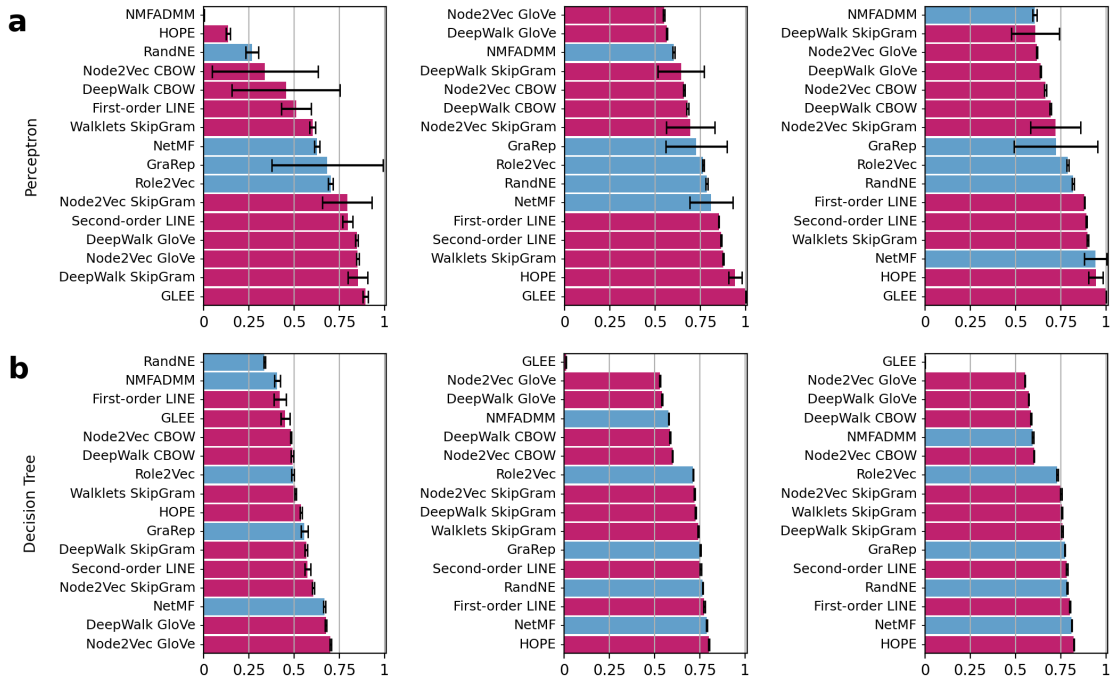 a
Perceptron
NMFADMM
HOPE
RandNE
Node2Vec CBOW
DeepWalk CBOW
First-order LINE
Walklets SkipGram
NetMF
GraRep
Role2Vec
Node2Vec SkipGram
Second-order LINE
DeepWalk GloVe
Node2Vec GloVe
DeepWalk SkipGram
GLEE
0 0.25 0.5 0.75 1
Node2Vec GloVe
DeepWalk GloVe
NMFADMM
DeepWalk SkipGram
Node2Vec CBOW
DeepWalk CBOW
Node2Vec SkipGram
GraRep
Role2Vec
RandNE
NetMF
First-order LINE
Second-order LINE
Walklets SkipGram
HOPE
GLEE
0 0.25 0.5 0.75 1
NMFADMM
DeepWalk SkipGram
Node2Vec GloVe
DeepWalk GloVe
Node2Vec CBOW
DeepWalk CBOW
Node2Vec SkipGram
GraRep
Role2Vec
RandNE
First-order LINE
Second-order LINE
Walklets SkipGram
NetMF
HOPE
GLEE
0 0.25 0.5 0.75 1
b
Decision Tree
RandNE
NMFADMM
First-order LINE
GLEE
Node2Vec CBOW
DeepWalk CBOW
Role2Vec
Walklets SkipGram
HOPE
GraRep
DeepWalk SkipGram
Second-order LINE
Node2Vec SkipGram
NetMF
DeepWalk GloVe
Node2Vec GloVe
0 0.25 0.5 0.75 1
GLEE
Node2Vec GloVe
DeepWalk GloVe
NMFADMM
DeepWalk CBOW
Node2Vec CBOW
Role2Vec
Node2Vec SkipGram
DeepWalk SkipGram
Walklets SkipGram
GraRep
Second-order LINE
RandNE
First-order LINE
NetMF
HOPE
0 0.25 0.5 0.75 1
GLEE
Node2Vec GloVe
DeepWalk GloVe
DeepWalk CBOW
NMFADMM
Node2Vec CBOW
Role2Vec
Node2Vec SkipGram
Walklets SkipGram
DeepWalk SkipGram
GraRep
Second-order LINE
RandNE
First-order LINE
NetMF
HOPE
0 0.25 0.5 0.75 1